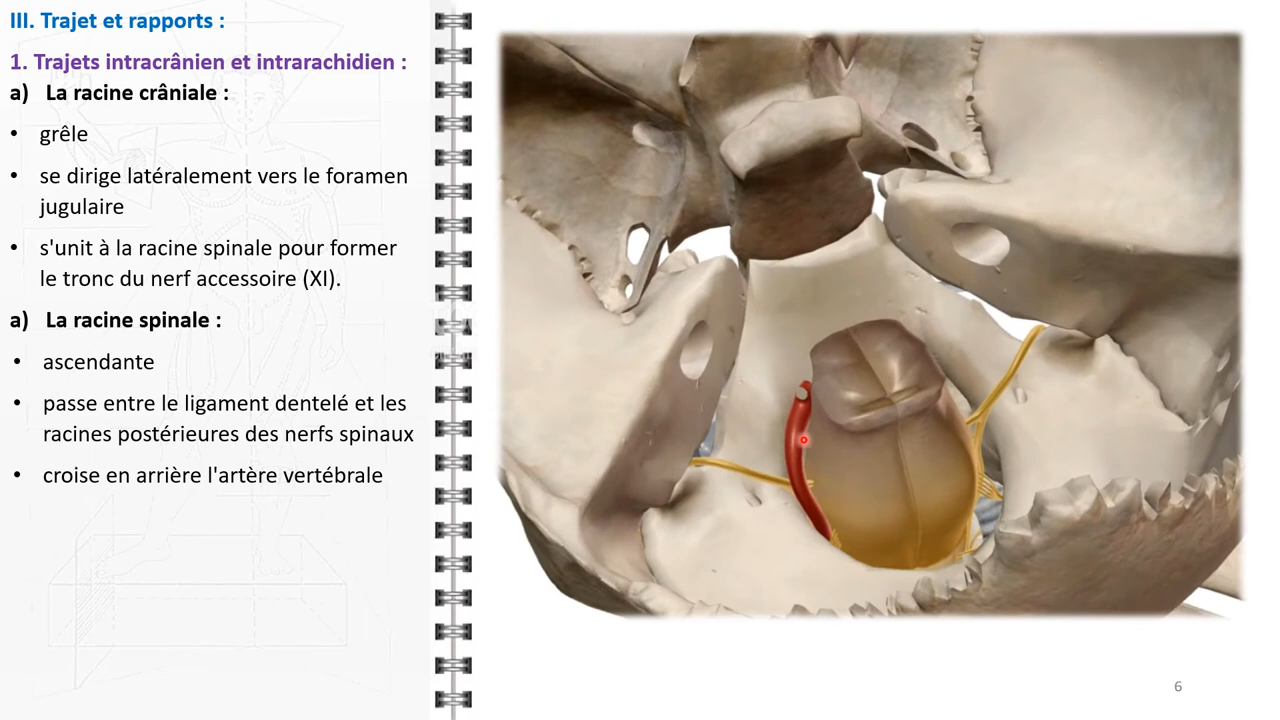 III. Trajet et rapports :
1. Trajets intracrânien et intrarachidien :
a) La racine crâniale :
• grêle
• se dirige latéralement vers le foramen
jugulaire
• s'unit à la racine spinale pour former
le tronc du nerf accessoire (XI).
a) La racine spinale :
• ascendante
• passe entre le ligament dentelé et les
racines postérieures des nerfs spinaux
• croise en arrière l'artère vertébrale
6